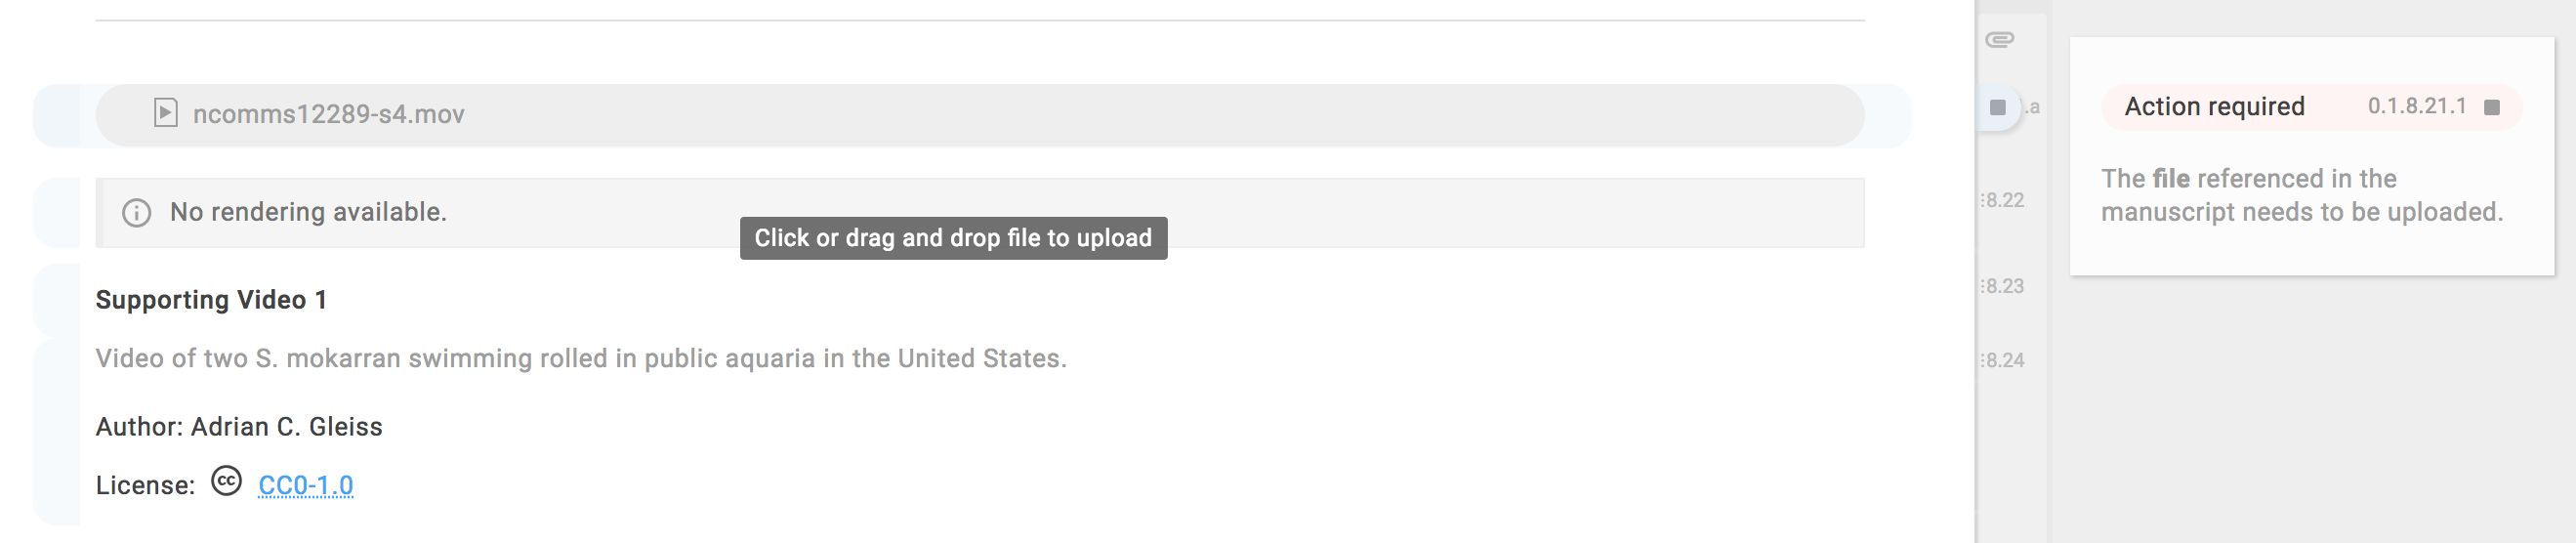 ncomms12289-s4.mov
No rendering available.
Click or drag and drop file to upload
Supporting Video 1
Video of two S. mokarran swimming rolled in public aquaria in the United States.
Author: Adrian C. Gleiss
License: cc CC0-1.0
.a
8.22
8.23
8.24
Action required 0.1.8.21.1
The file referenced in the
manuscript needs to be uploaded.